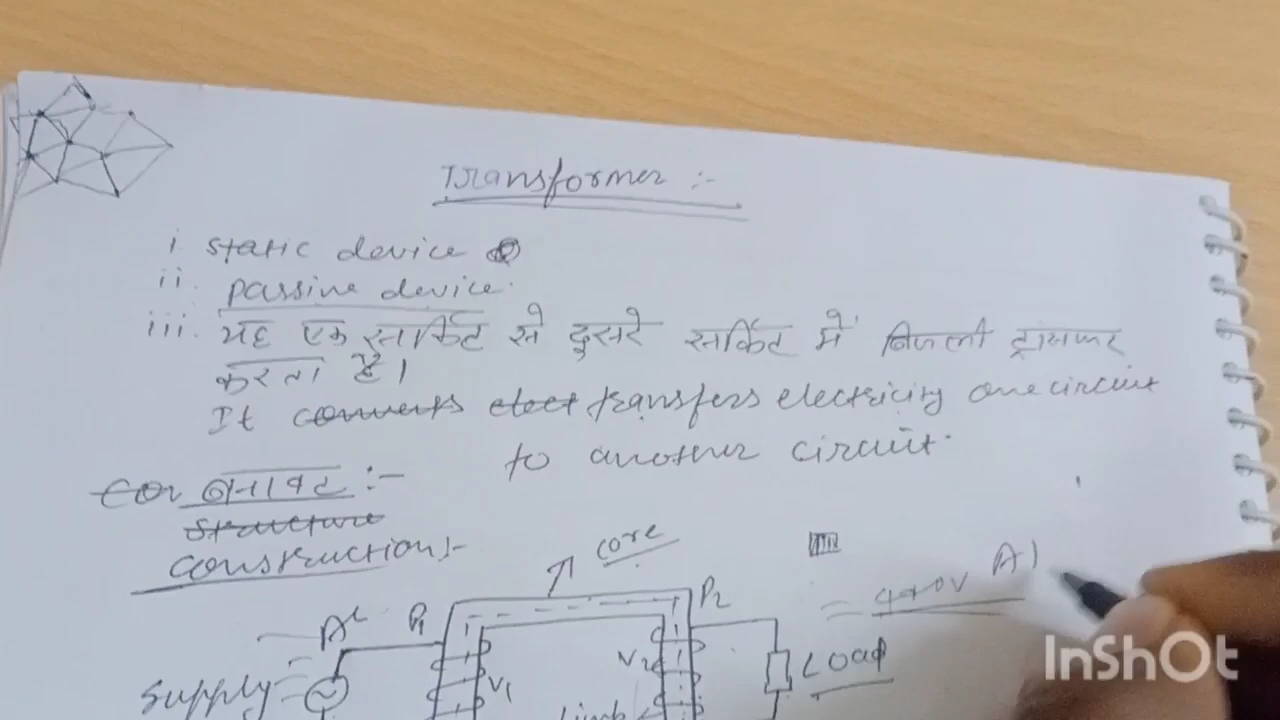 Transformer :-
i static device
ii. passive device.
iii. यह एक सर्किट से दुसरे सर्किट में बिजली ट्रांसफर
करता है।
It converts elect transfers electricity one circuit
to another circuit.
Con बनावट :-
Structure
Construction :-
core
440V
AC P1
P2
Supply
V1
V2
Load
Limb
InShOt